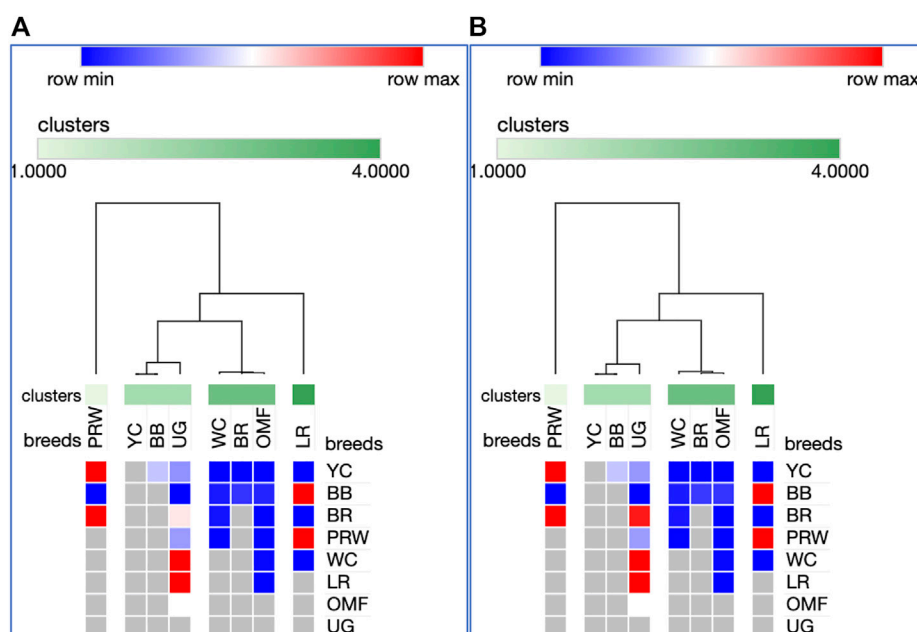 A
row min row max
clusters
1.0000 4.0000
clusters
breeds PRW YC BB UG WC BR OMF LR breeds
YC
BB
BR
PRW
WC
LR
OMF
UG
B
row min row max
clusters
1.0000 4.0000
clusters
breeds PRW YC BB UG WC BR OMF LR breeds
YC
BB
BR
PRW
WC
LR
OMF
UG